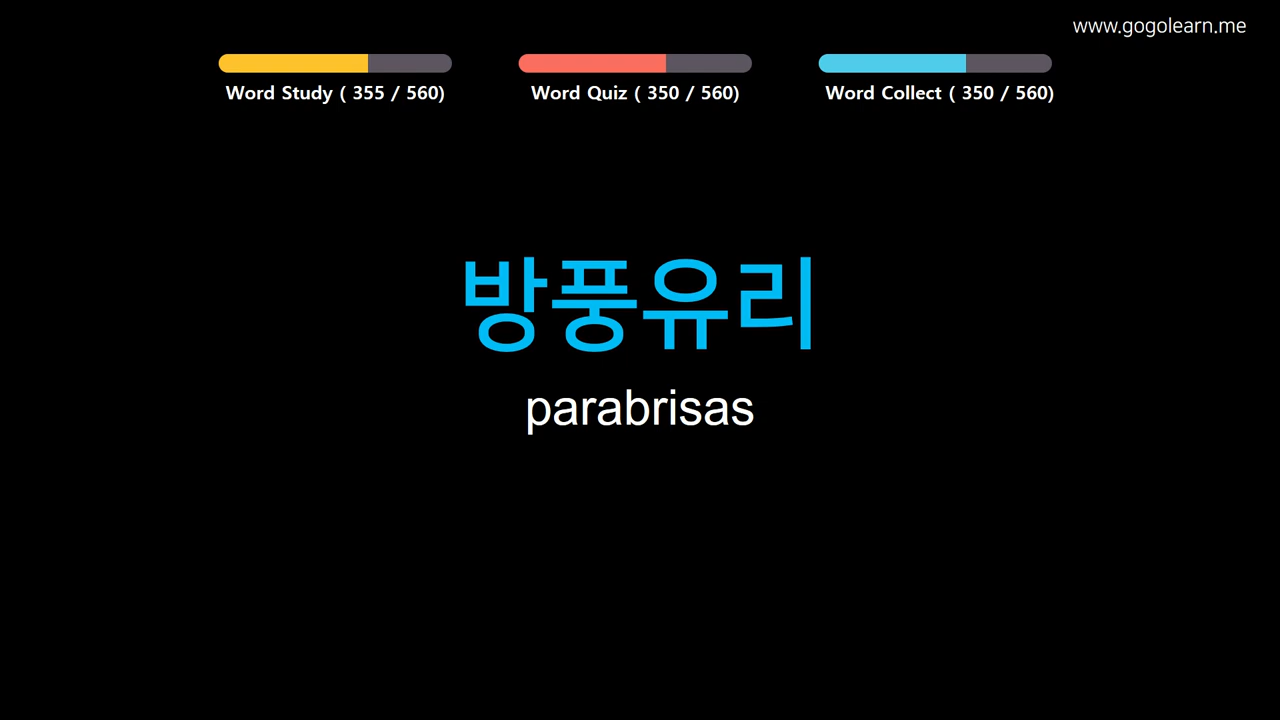 www.gogolearn.me
Word Study ( 355 / 560)
Word Quiz ( 350 / 560)
Word Collect ( 350 / 560)
방풍유리
parabrisas